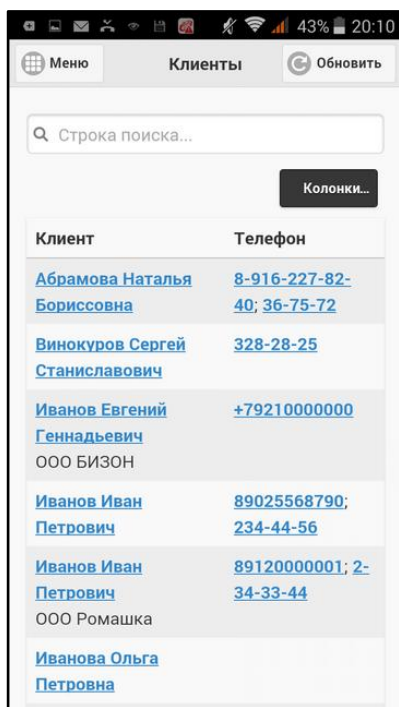 43% 20:10
Меню Клиенты Обновить
Строка поиска...
Колонки...
Клиент Телефон
Абрамова Наталья 8-916-227-82-
Бориссовна 40; 36-75-72
Винокуров Сергей 328-28-25
Станиславович
Иванов Евгений +79210000000
Геннадьевич
ООО БИЗОН
Иванов Иван 89025568790;
Петрович 234-44-56
Иванов Иван 89120000001; 2-
Петрович 34-33-44
ООО Ромашка
Иванова Ольга
Петровна